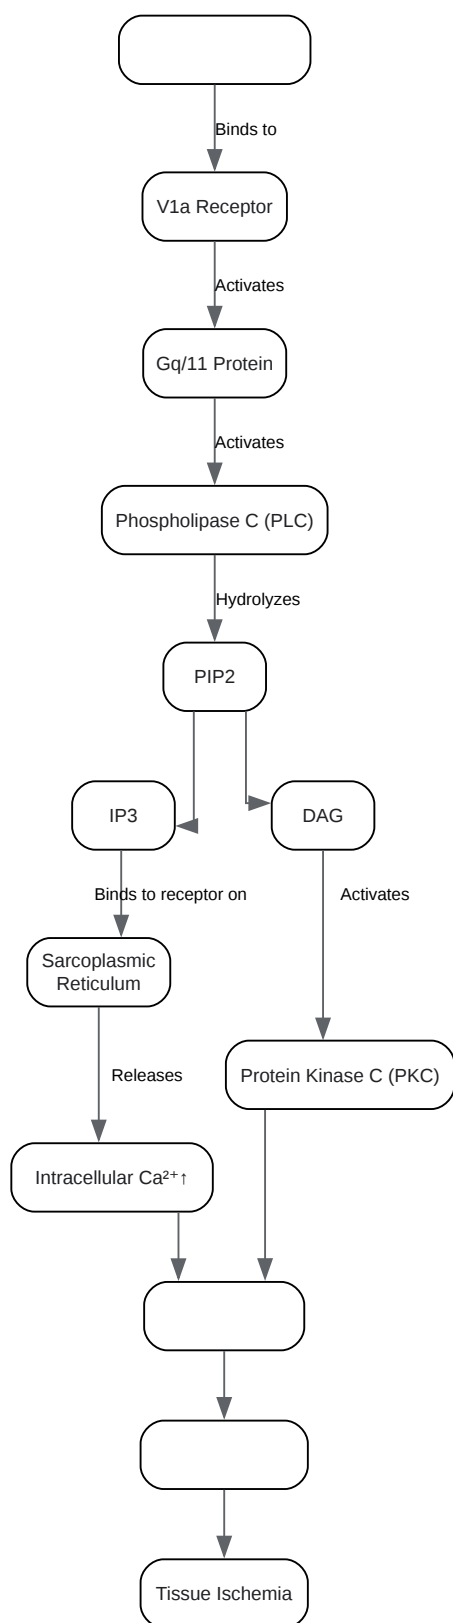 Binds to
V1a Receptor
Activates
Gq/11 Protein
Activates
Phospholipase C (PLC)
Hydrolyzes
PIP2
IP3
DAG
Binds to receptor on
Activates
Sarcoplasmic
Reticulum
Releases
Protein Kinase C (PKC)
Intracellular Ca²⁺↑
Tissue Ischemia